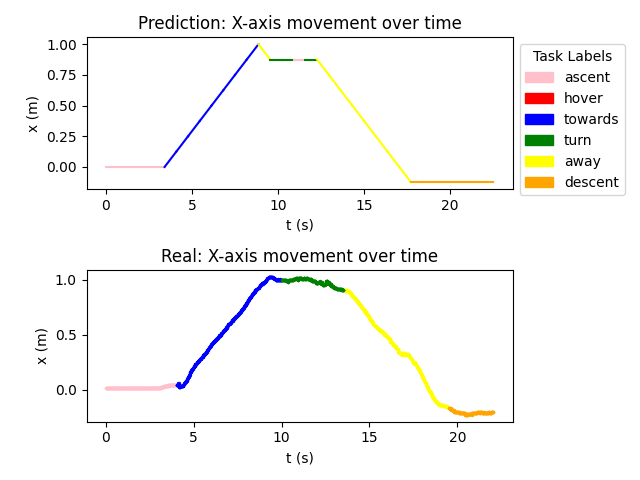 Prediction: X-axis movement over time
1.00
0.75
0.50
0.25
0.00
x (m)
0 5 10 15 20
t (s)
Task Labels
ascent
hover
towards
turn
away
descent
Real: X-axis movement over time
1.0
0.5
0.0
x (m)
0 5 10 15 20
t (s)